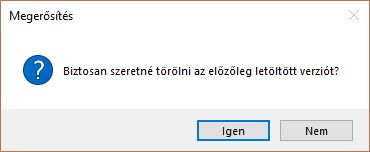 Megerősítés
Biztosan szeretné törölni az előzőleg letöltött verziót?
Igen
Nem